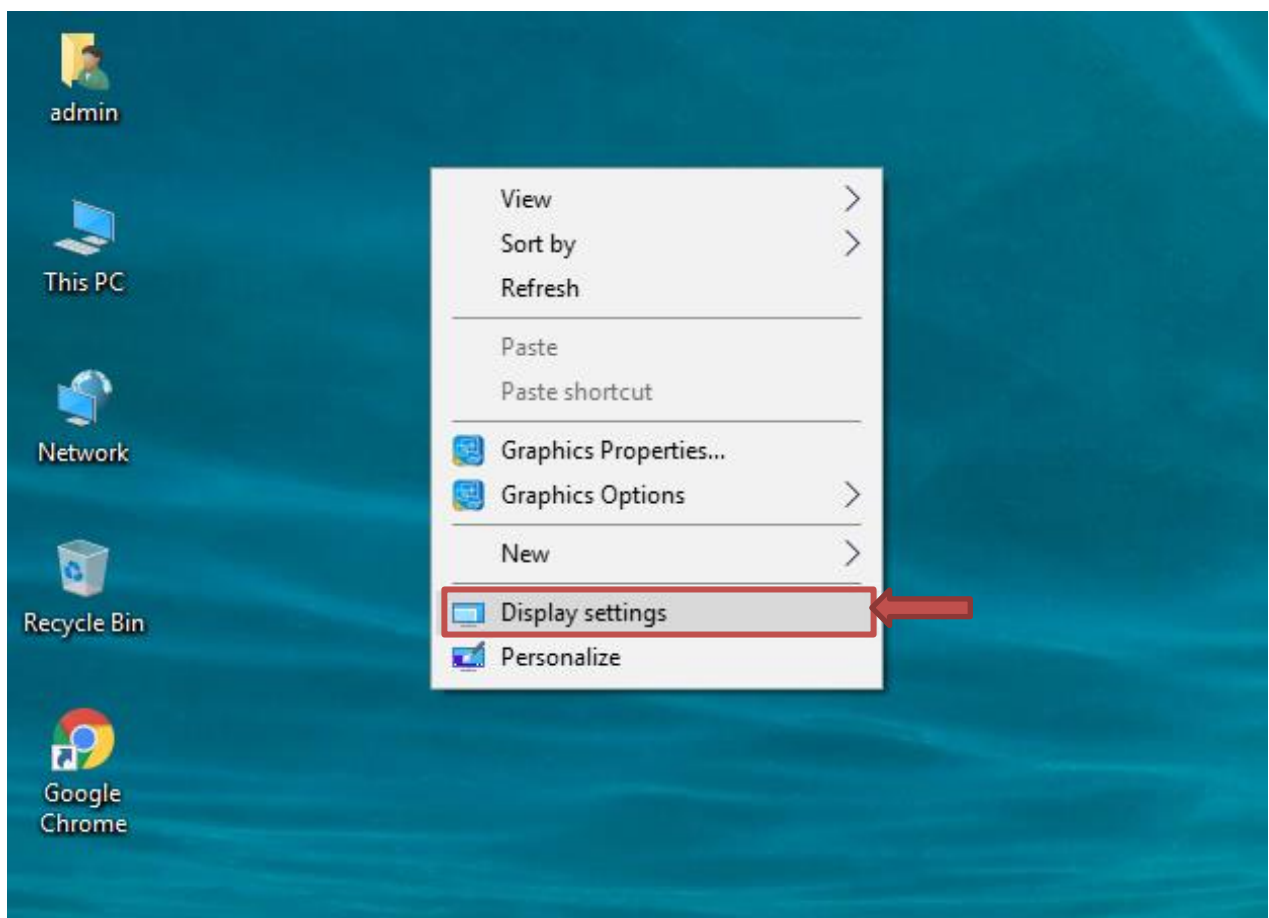 admin
This PC
Network
Recycle Bin
Google
Chrome
View
Sort by
Refresh
Paste
Paste shortcut
Graphics Properties...
Graphics Options
New
Display settings
Personalize